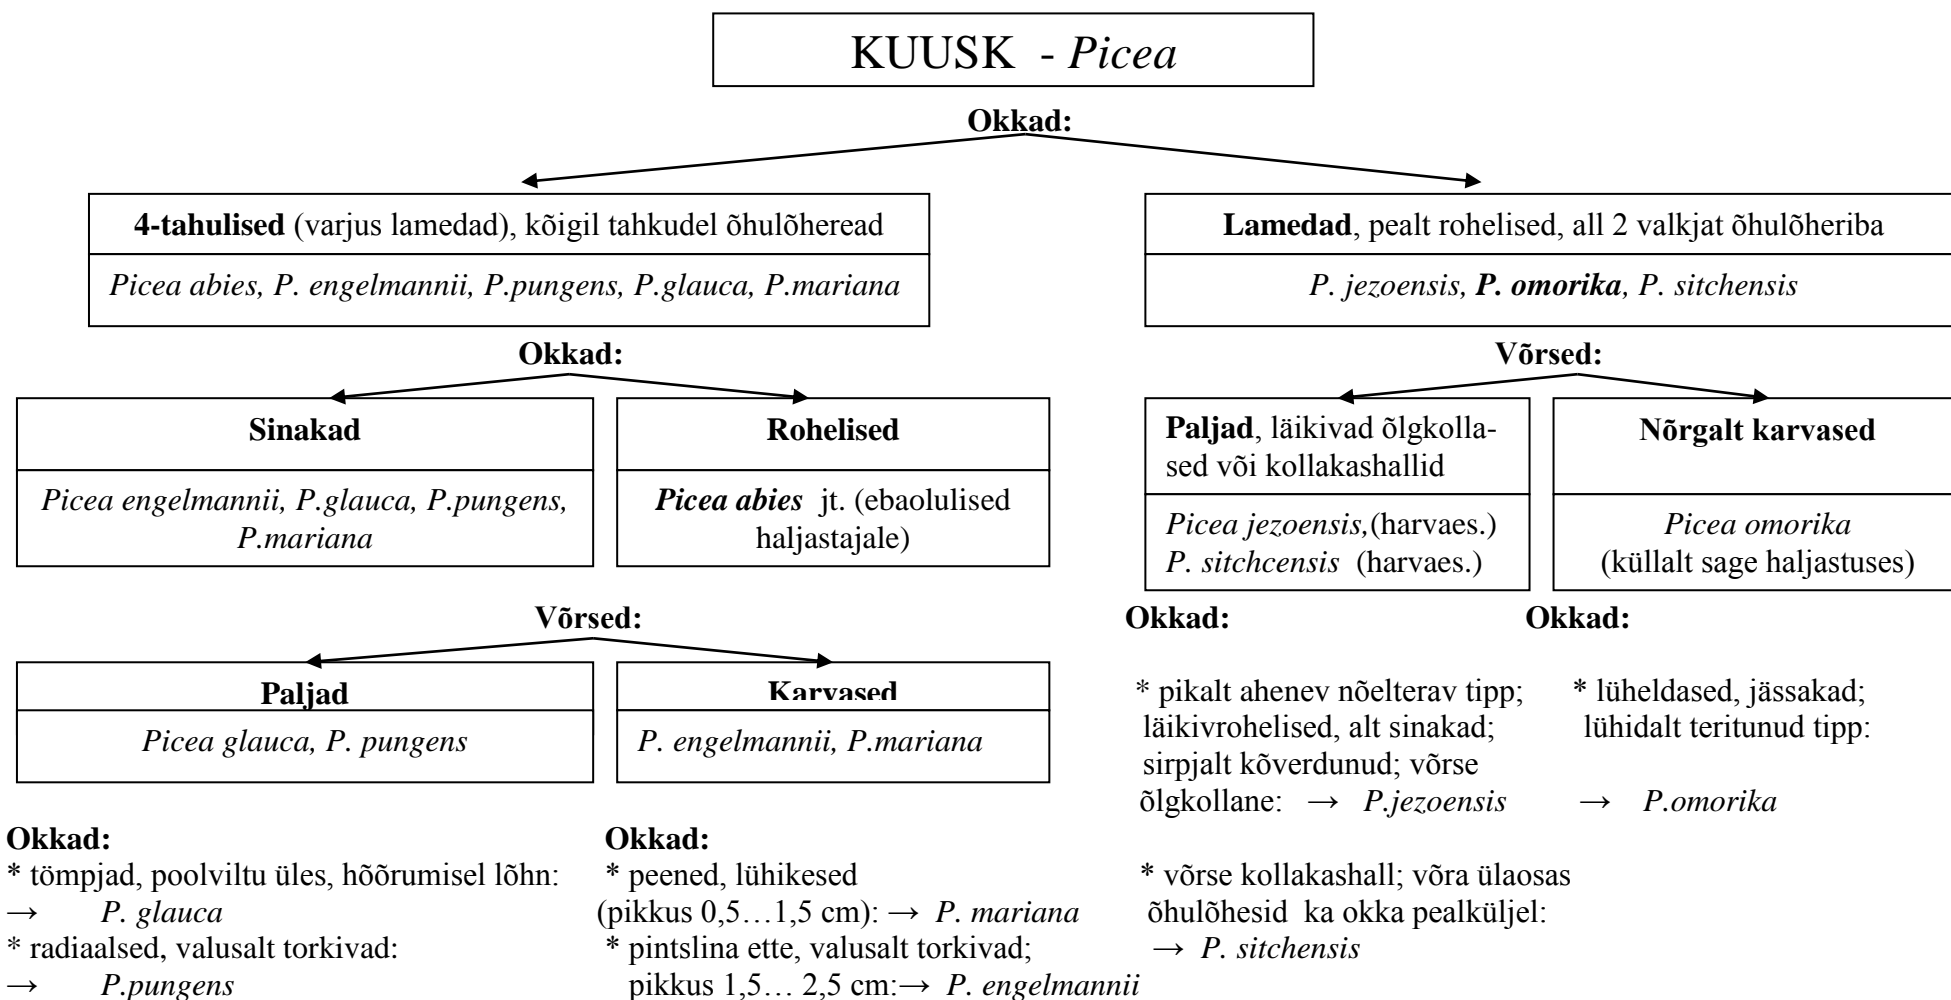 KUUSK - Picea
Okkad:
4-tahulised (varjus lamedad), kõigil tahkudel õhulõheread
Picea abies, P. engelmannii, P.pungens, P.glauca, P.mariana
Lamedad, pealt rohelised, all 2 valkjat õhulõheriba
P. jezoensis, P. omorika, P. sitchensis
Okkad:
Sinakad
Picea engelmannii, P.glauca, P.pungens,
P.mariana
Rohelised
Picea abies jt. (ebaolulised
haljastajale)
Võrsed:
Paljad, läikivad õlgkolla-
sed või kollakashallid
Picea jezoensis,(harvaes.)
P. sitchcensis (harvaes.)
Nõrgalt karvased
Picea omorika
(küllalt sage haljastuses)
Võrsed:
Paljad
Picea glauca, P. pungens
Karvased
P. engelmannii, P.mariana
Okkad:
* tömpjad, poolviltu üles, hõõrumisel lõhn:
→ P. glauca
* radiaalsed, valusalt torkivad:
→ P.pungens
Okkad:
* peened, lühikesed
(pikkus 0,5…1,5 cm): → P. mariana
* pintslina ette, valusalt torkivad;
pikkus 1,5… 2,5 cm:→ P. engelmannii
Okkad:
* pikalt ahenev nõelterav tipp;
läikivrohelised, alt sinakad;
sirpjalt kõverdunud; võrse
õlgkollane: → P.jezoensis
* võrse kollakashall; võra ülaosas
õhulõhesid ka okka pealküljel:
→ P. sitchensis
Okkad:
* lüheldased, jässakad;
lühidalt teritunud tipp:
→ P.omorika